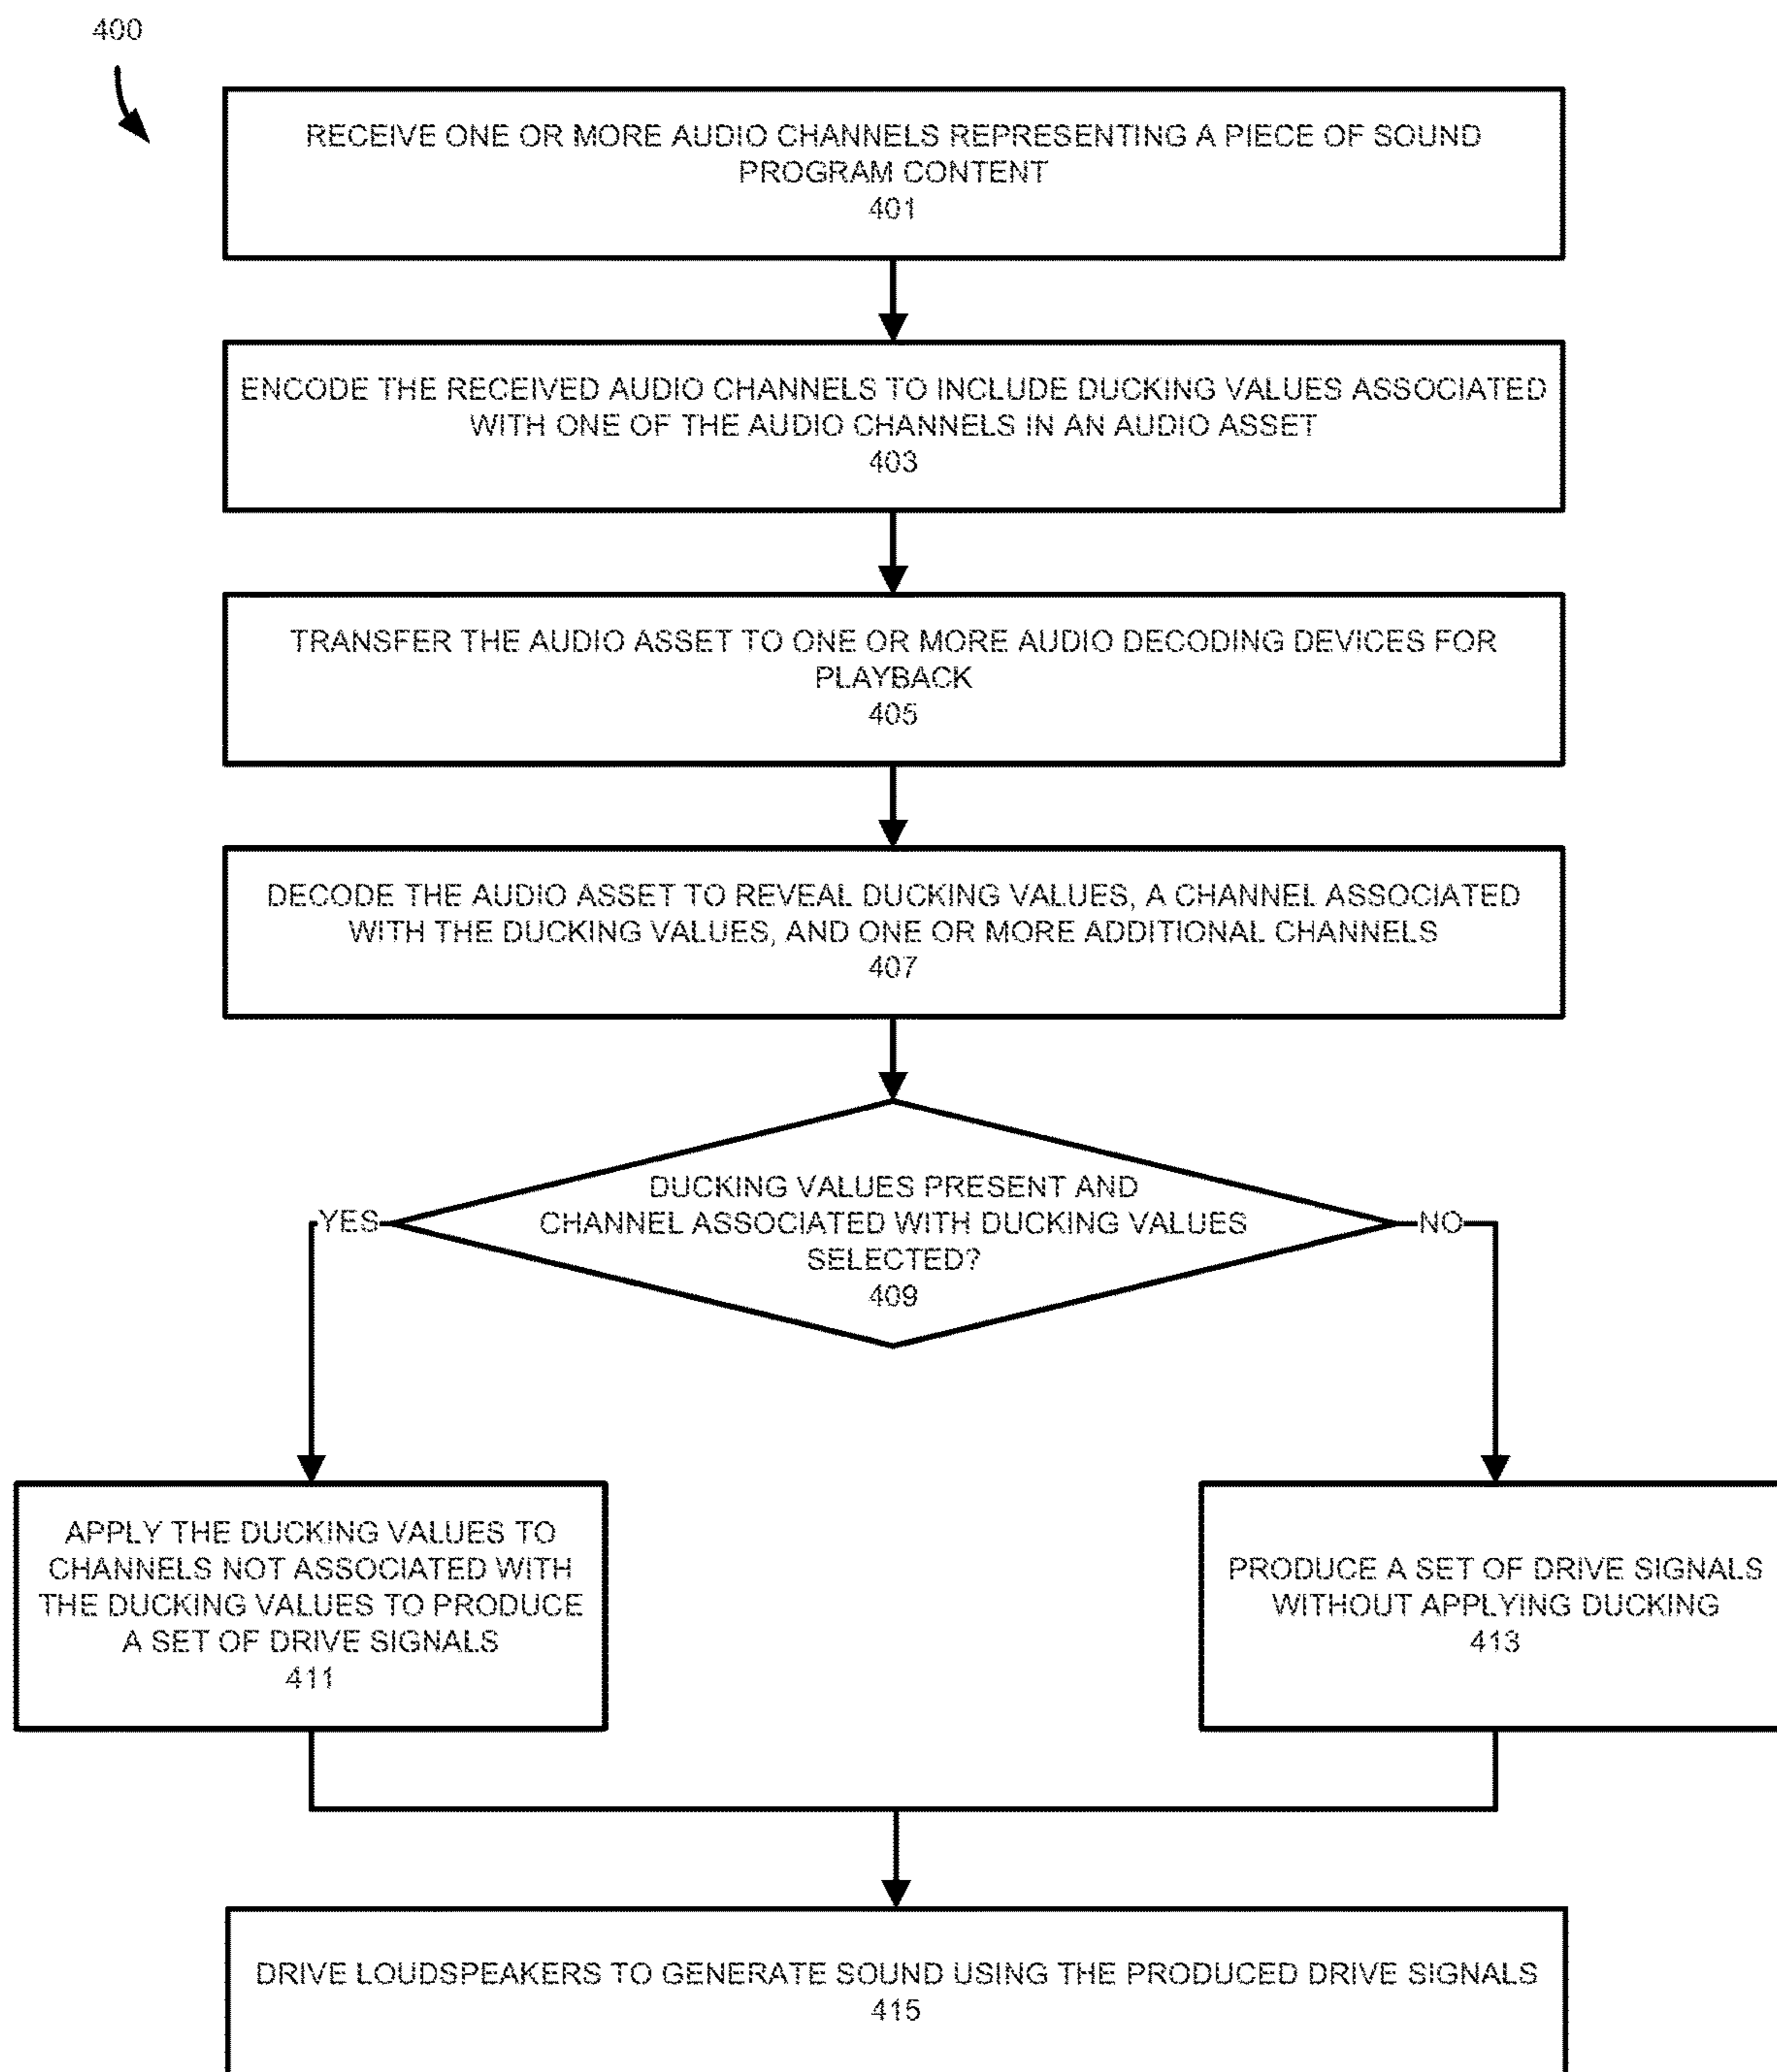 400
RECEIVE ONE OR MORE AUDIO CHANNELS REPRESENTING A PIECE OF SOUND
PROGRAM CONTENT
401
ENCODE THE RECEIVED AUDIO CHANNELS TO INCLUDE DUCKING VALUES ASSOCIATED
WITH ONE OF THE AUDIO CHANNELS IN AN AUDIO ASSET
403
TRANSFER THE AUDIO ASSET TO ONE OR MORE AUDIO DECODING DEVICES FOR
PLAYBACK
405
DECODE THE AUDIO ASSET TO REVEAL DUCKING VALUES, A CHANNEL ASSOCIATED
WITH THE DUCKING VALUES, AND ONE OR MORE ADDITIONAL CHANNELS
407
DUCKING VALUES PRESENT AND
CHANNEL ASSOCIATED WITH DUCKING VALUES
SELECTED?
409
YES
NO
APPLY THE DUCKING VALUES TO
CHANNELS NOT ASSOCIATED WITH
THE DUCKING VALUES TO PRODUCE
A SET OF DRIVE SIGNALS
411
PRODUCE A SET OF DRIVE SIGNALS
WITHOUT APPLYING DUCKING
413
DRIVE LOUDSPEAKERS TO GENERATE SOUND USING THE PRODUCED DRIVE SIGNALS
415